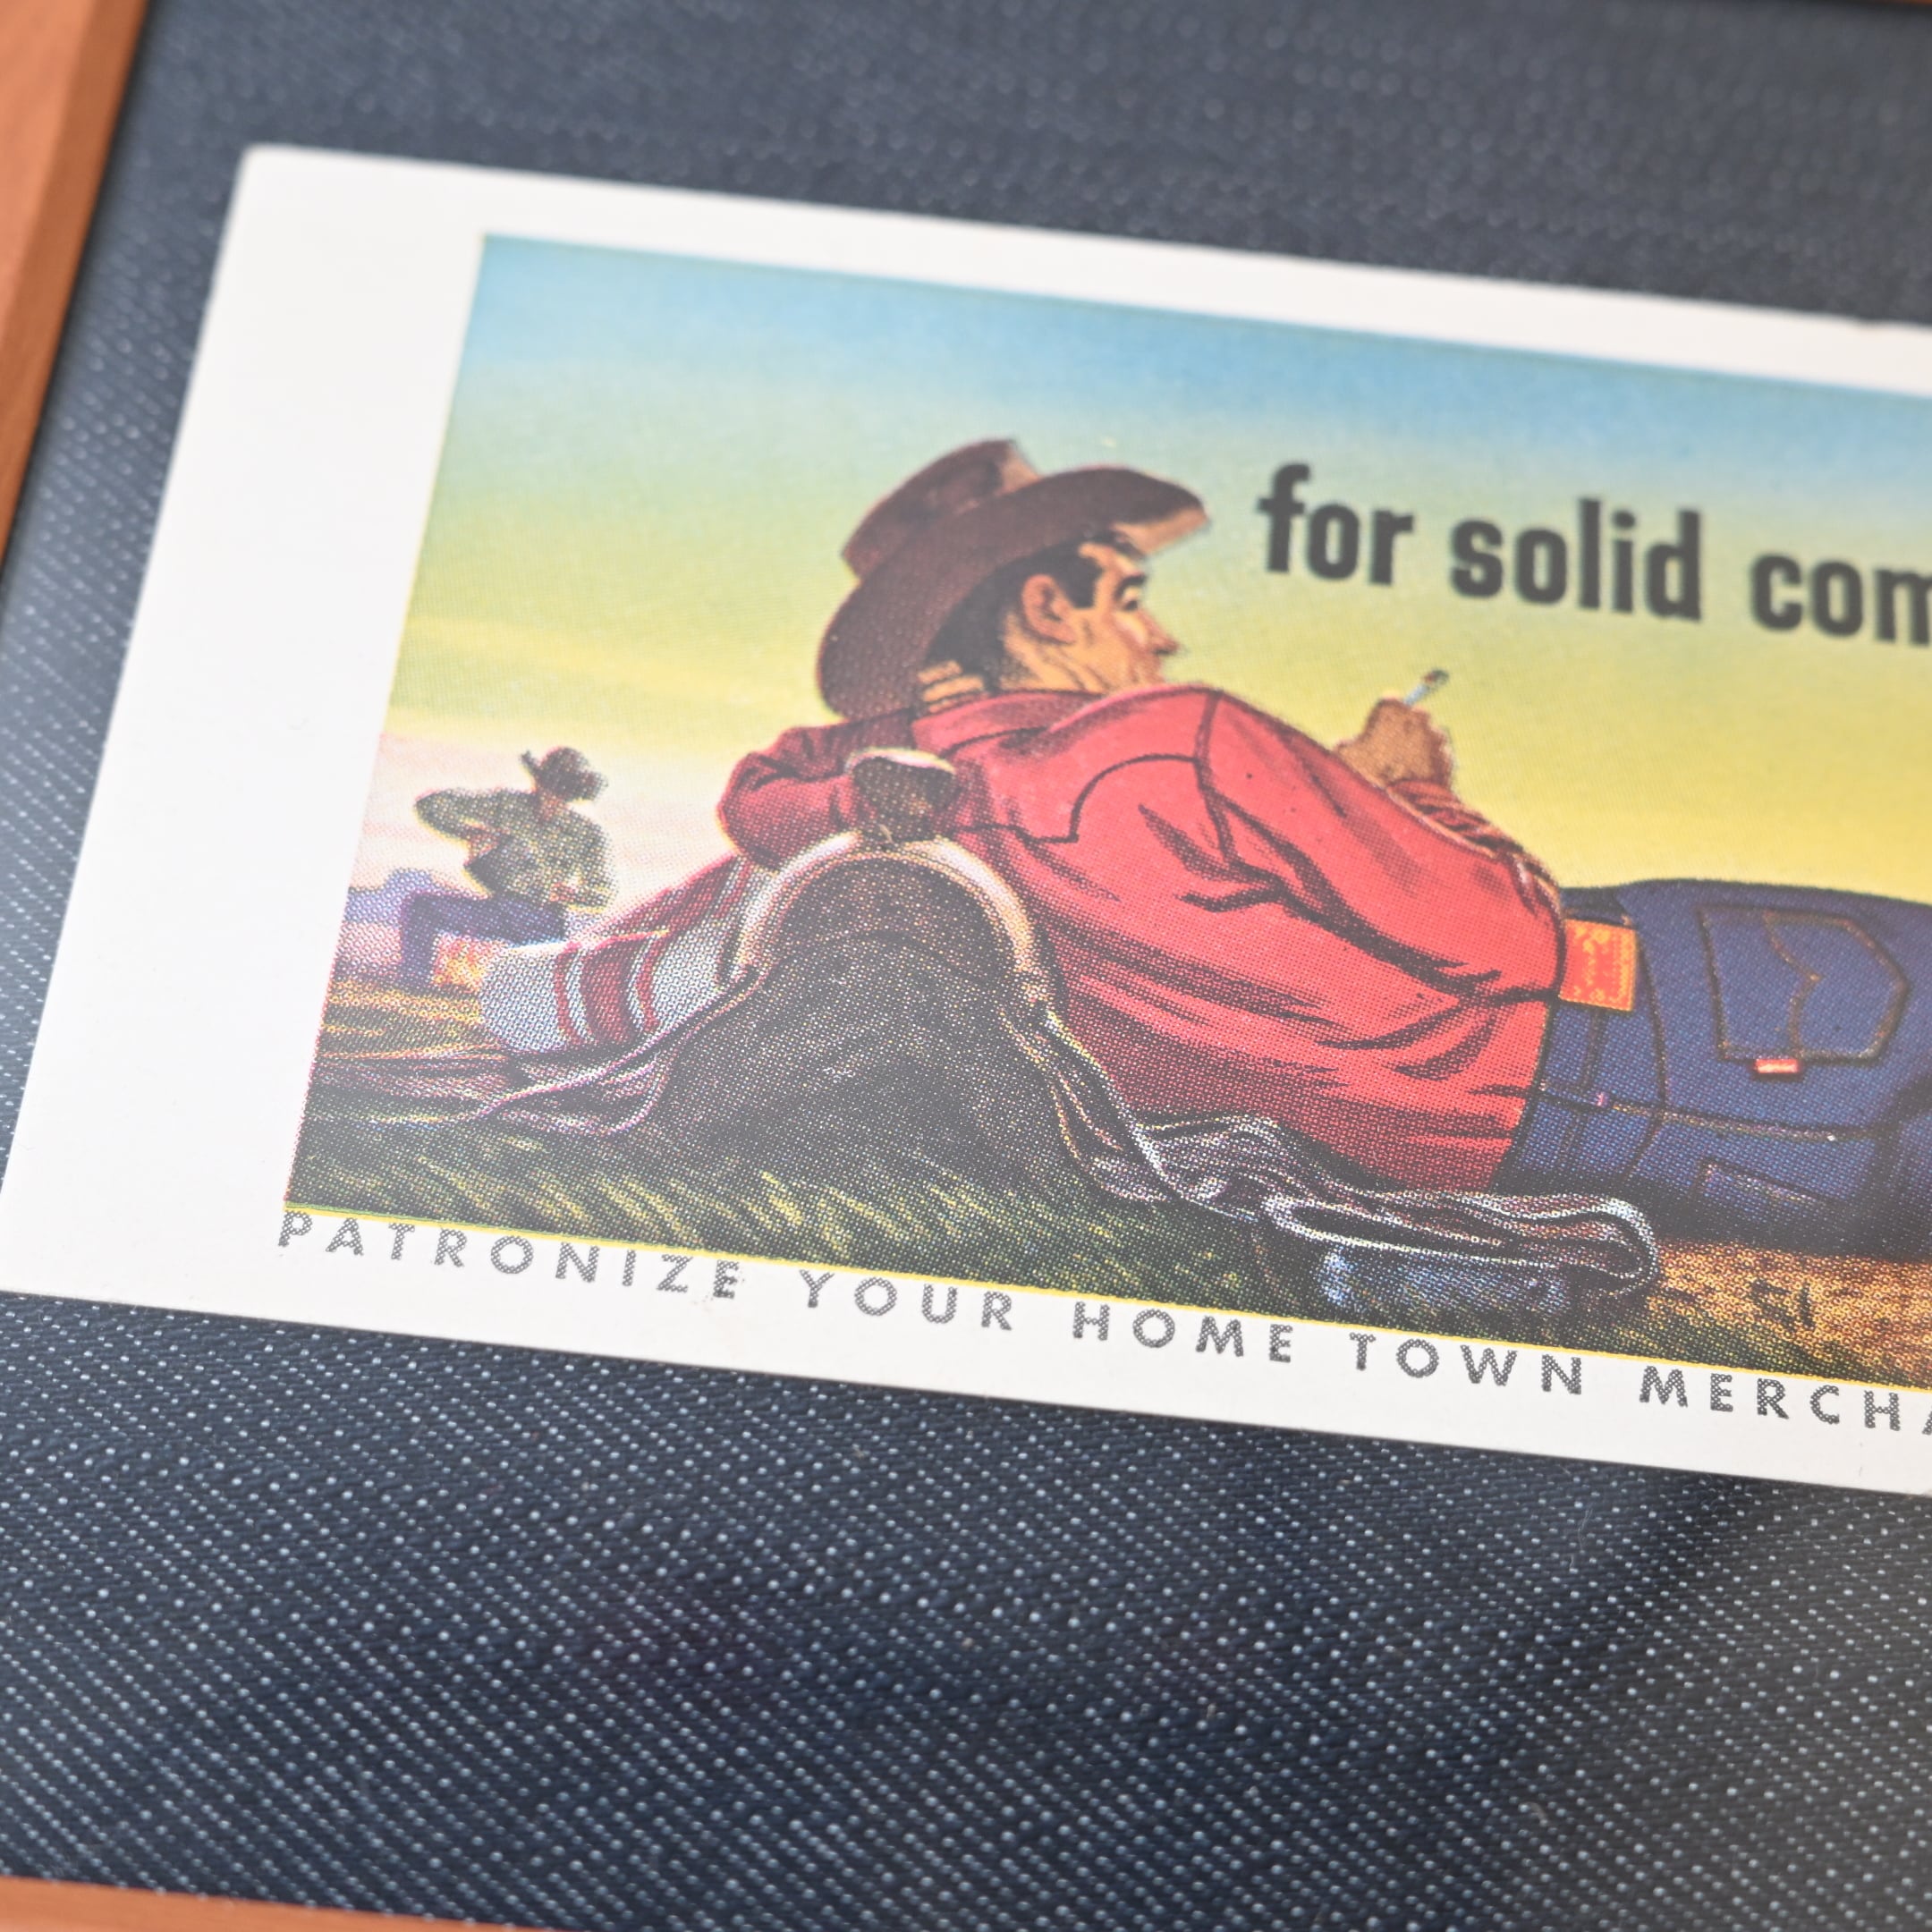 for solid com
PATRONIZE YOUR HOME TOWN MERCHA